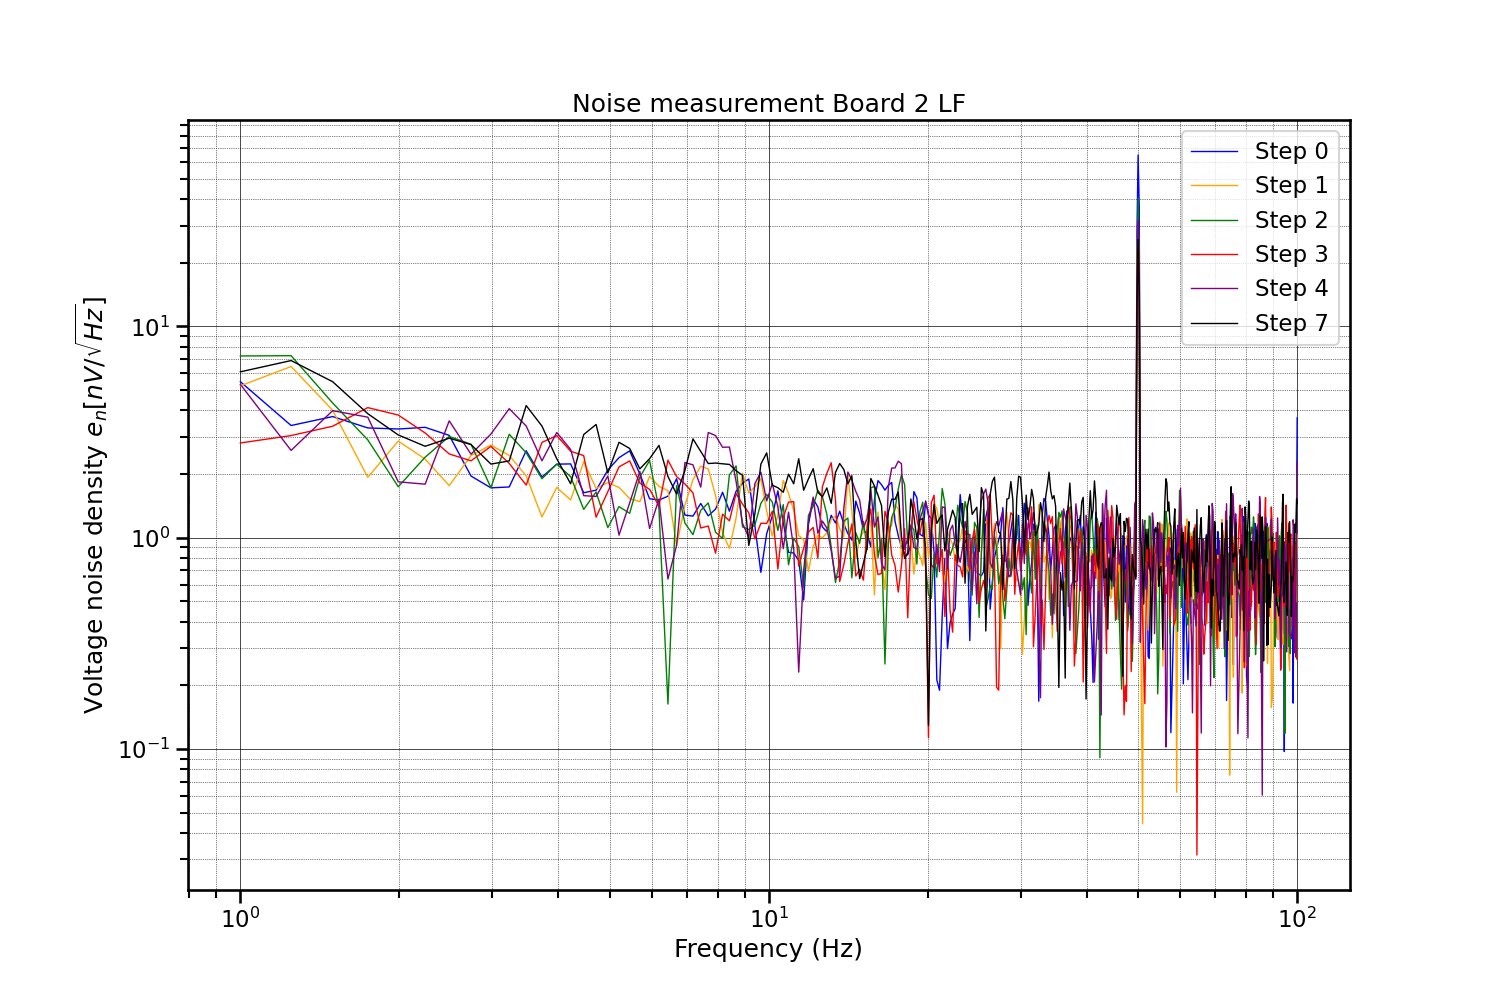 Noise measurement Board 2 LF
Step 0
Step 1
Step 2
Step 3
Step 4
Step 7
Voltage noise density eₙ[nV/√Hz]
10¹
10⁰
10⁻¹
10⁰
10¹
10²
Frequency (Hz)